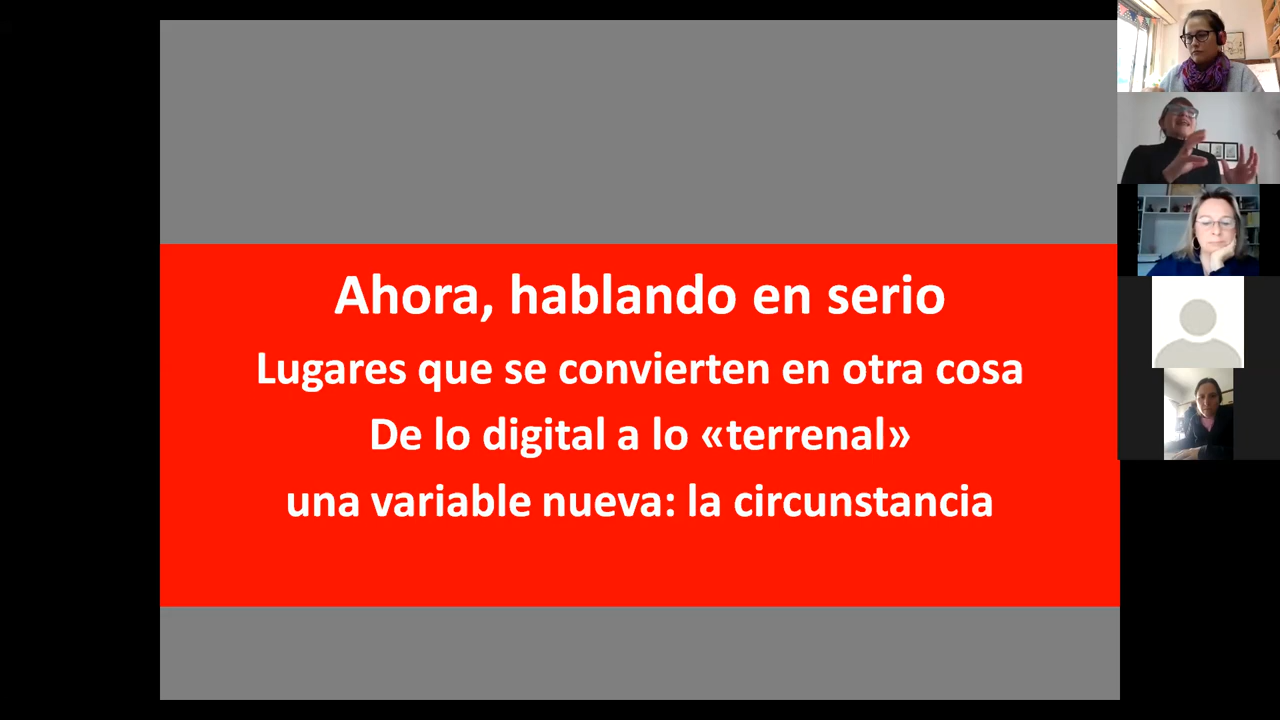 Ahora, hablando en serio
Lugares que se convierten en otra cosa
De lo digital a lo «terrenal»
una variable nueva: la circunstancia